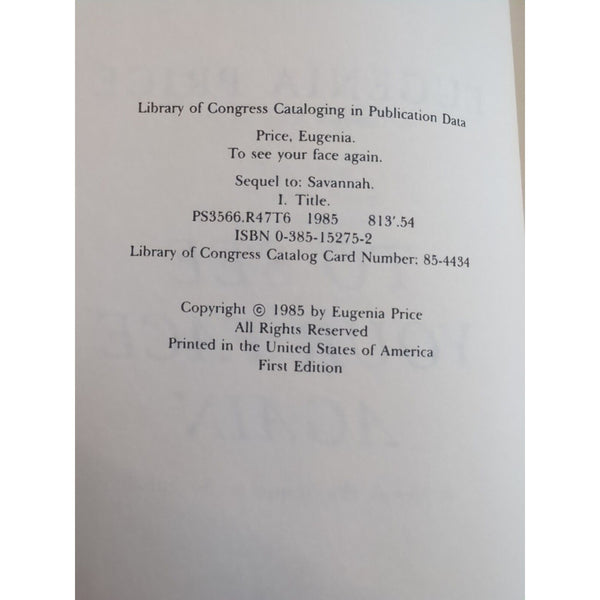 Library of Congress Cataloging in Publication Data
Price, Eugenia.
To see your face again.
Sequel to: Savannah.
I. Title.
PS3566.R47T6 1985 813'.54
ISBN 0-385-15275-2
Library of Congress Catalog Card Number: 85-4434
Copyright © 1985 by Eugenia Price
All Rights Reserved
Printed in the United States of America
First Edition